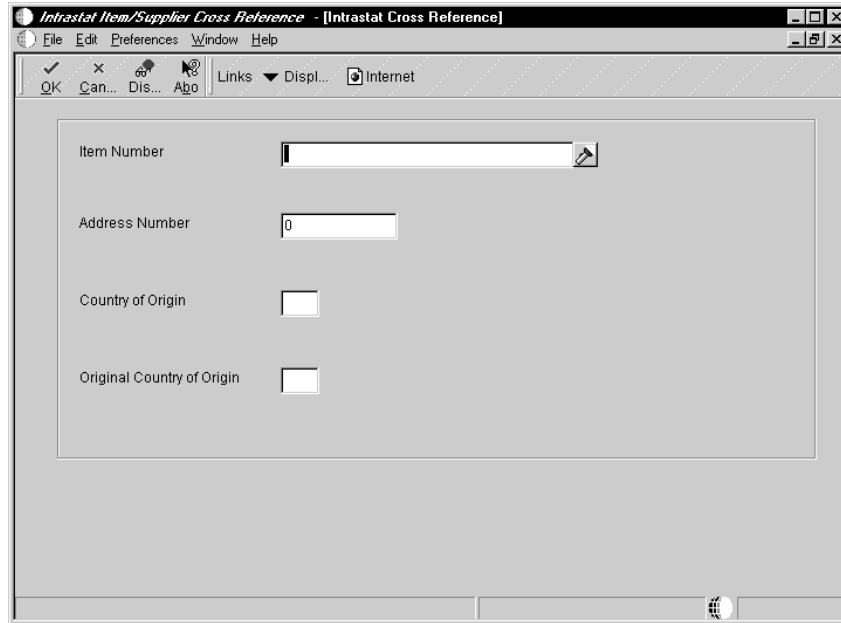 Intrastat Item/Supplier Cross Reference - [Intrastat Cross Reference]
File Edit Preferences Window Help
OK Can... Dis... Abo Links Displ... Internet
Item Number
Address Number 0
Country of Origin
Original Country of Origin